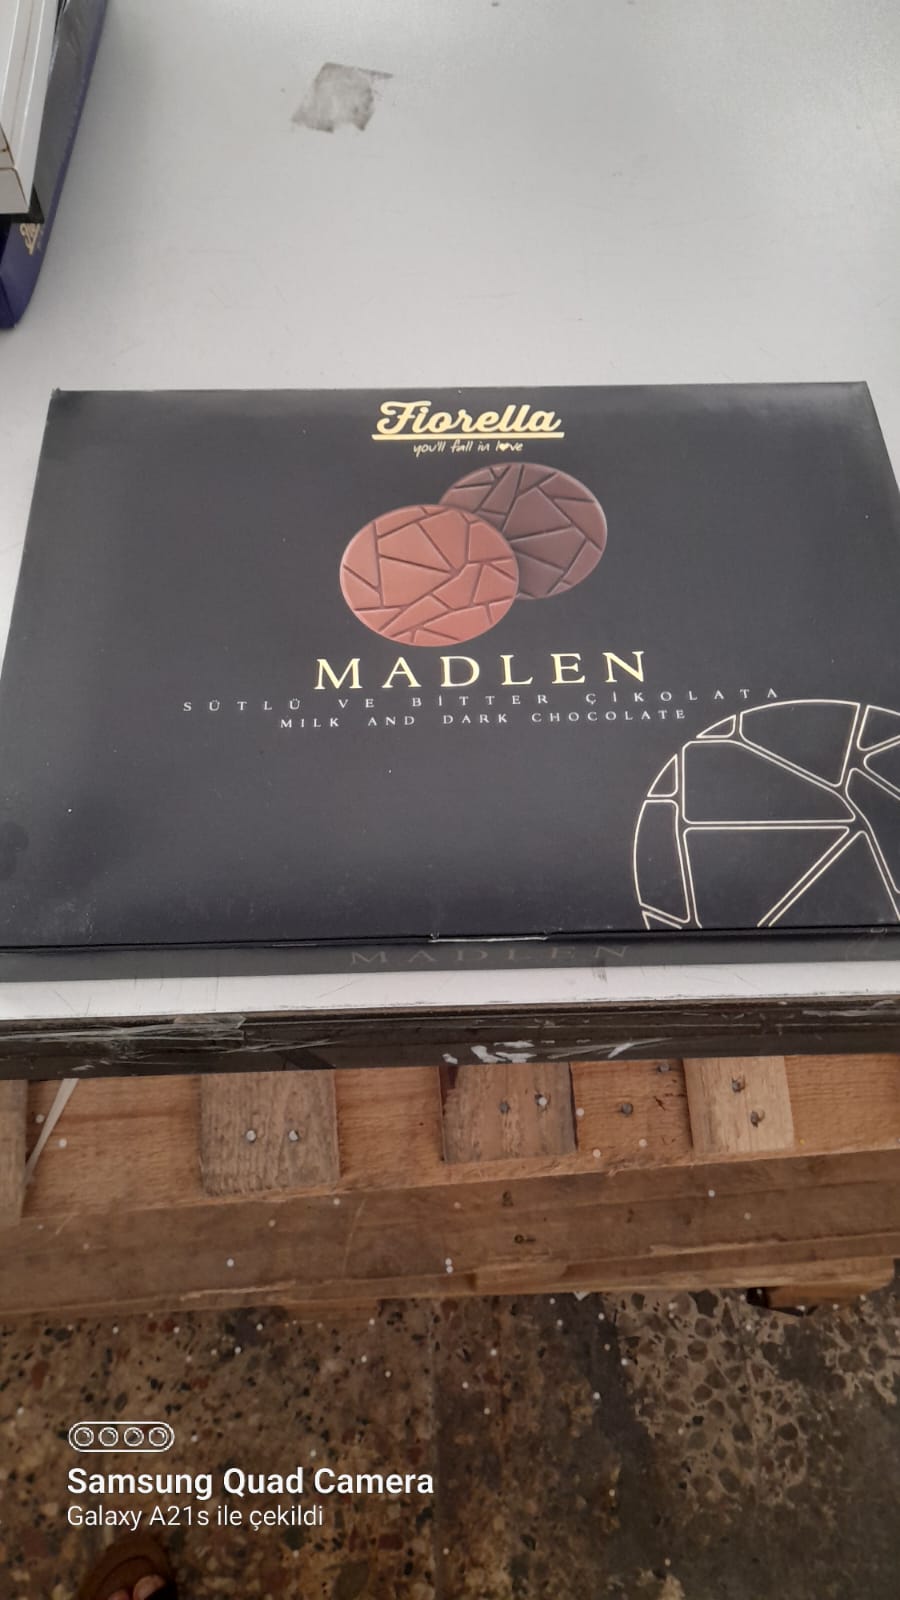 Fiorella
you'll fall in love
MADLEN
SÜTLÜ VE BİTTER ÇİKOLATA
MILK AND DARK CHOCOLATE
MADLEN
Samsung Quad Camera
Galaxy A21s ile çekildi